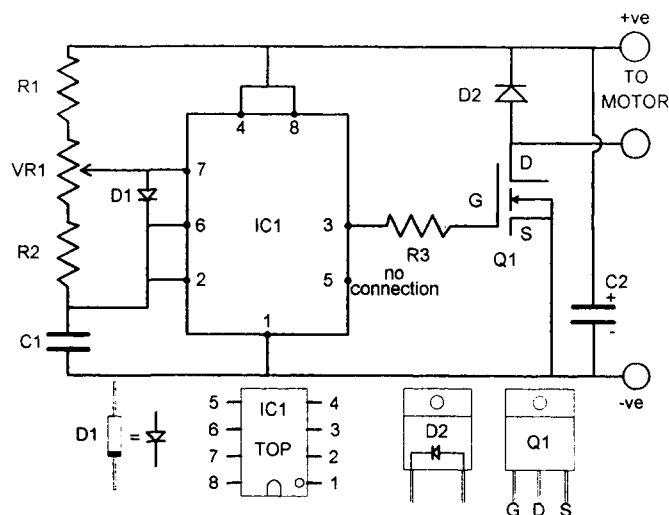 +ve
R1
TO
MOTOR
D2
4
8
VR1
7
D
D1
G
IC1
6
3
S
R2
R3
Q1
no
connection
2
5
C2
+
-
1
C1
-ve
5
IC1
4
D1
=
6
3
D2
Q1
7
TOP
2
8
1
G
D
S